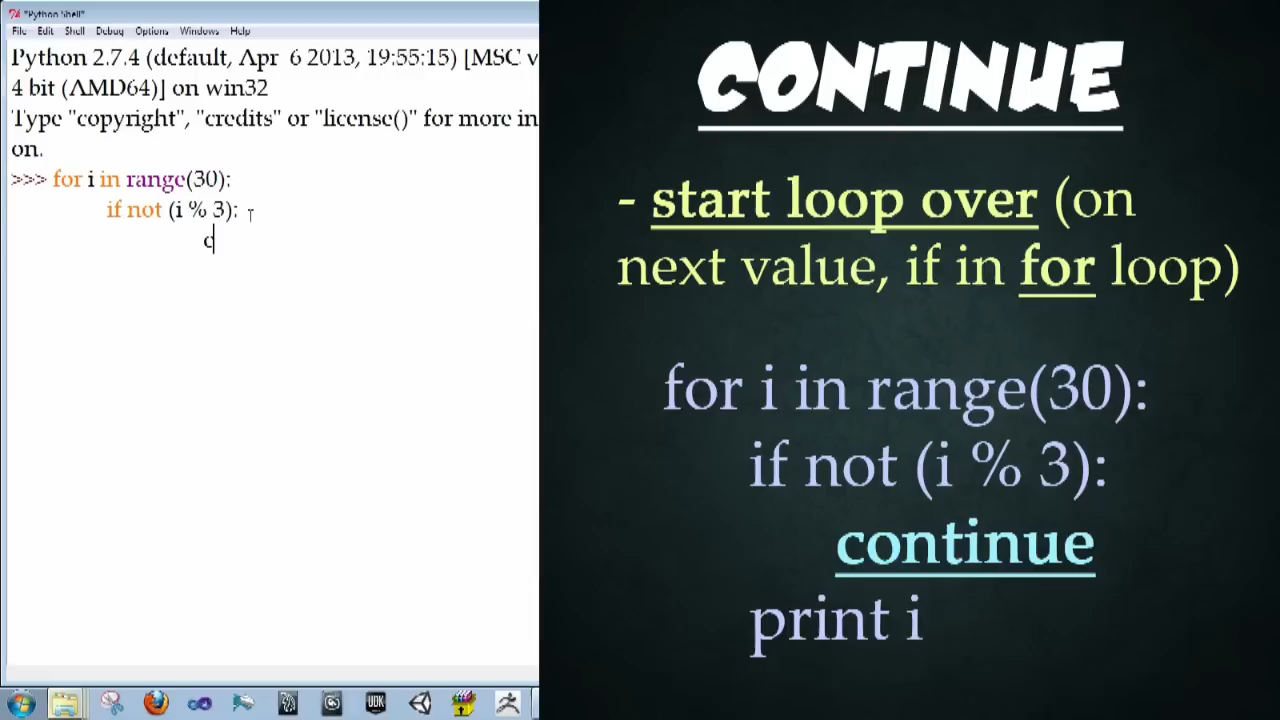 *Python Shell*
File Edit Shell Debug Options Windows Help
Python 2.7.4 (default, Apr 6 2013, 19:55:15) [MSC v
4 bit (AMD64)] on win32
Type "copyright", "credits" or "license()" for more in
on.
>>> for i in range(30):
if not (i % 3):
c
CONTINUE
- start loop over (on
next value, if in for loop)
for i in range(30):
if not (i % 3):
continue
print i
UDK